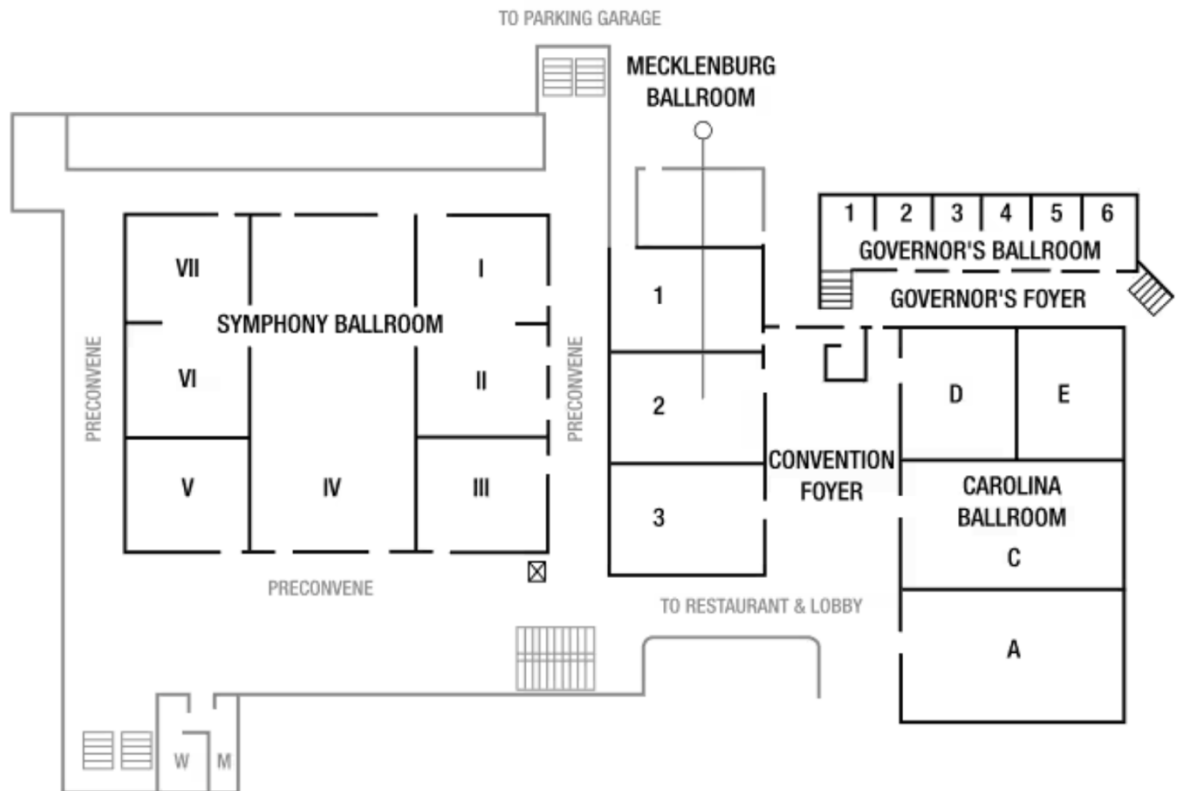 TO PARKING GARAGE
MECKLENBURG
BALLROOM
1 2 3 4 5 6
GOVERNOR'S BALLROOM
GOVERNOR'S FOYER
VII
I
SYMPHONY BALLROOM
VI
II
V
IV
III
PRECONVENE
PRECONVENE
PRECONVENE
1
2
3
CONVENTION
FOYER
D
E
CAROLINA
BALLROOM
C
A
TO RESTAURANT & LOBBY
W
M